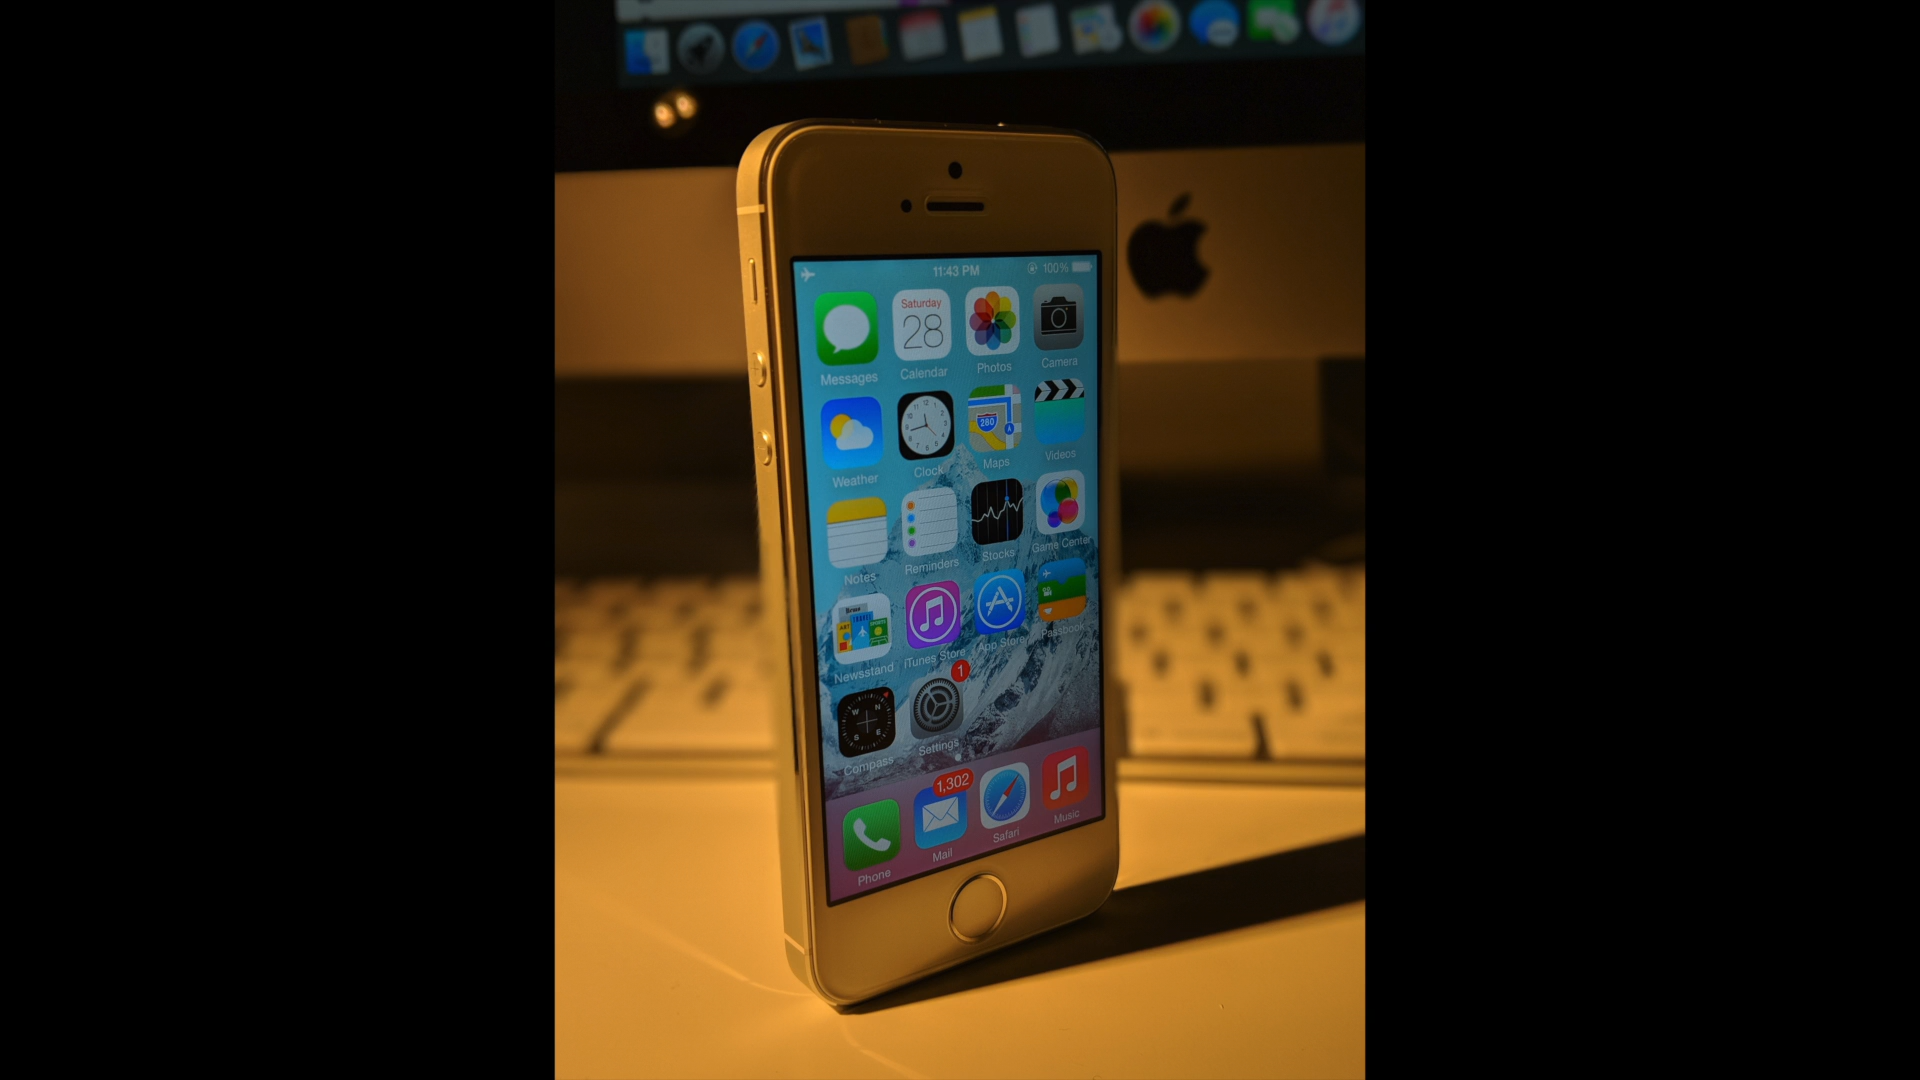 11:43 PM 100%
Saturday
28
Messages Calendar Photos Camera
280
Weather Clock Maps Videos
Notes Reminders Stocks Game Center
Newsstand iTunes Store App Store Passbook
1
W N
S E
Compass Settings
1,302
Phone Mail Safari Music